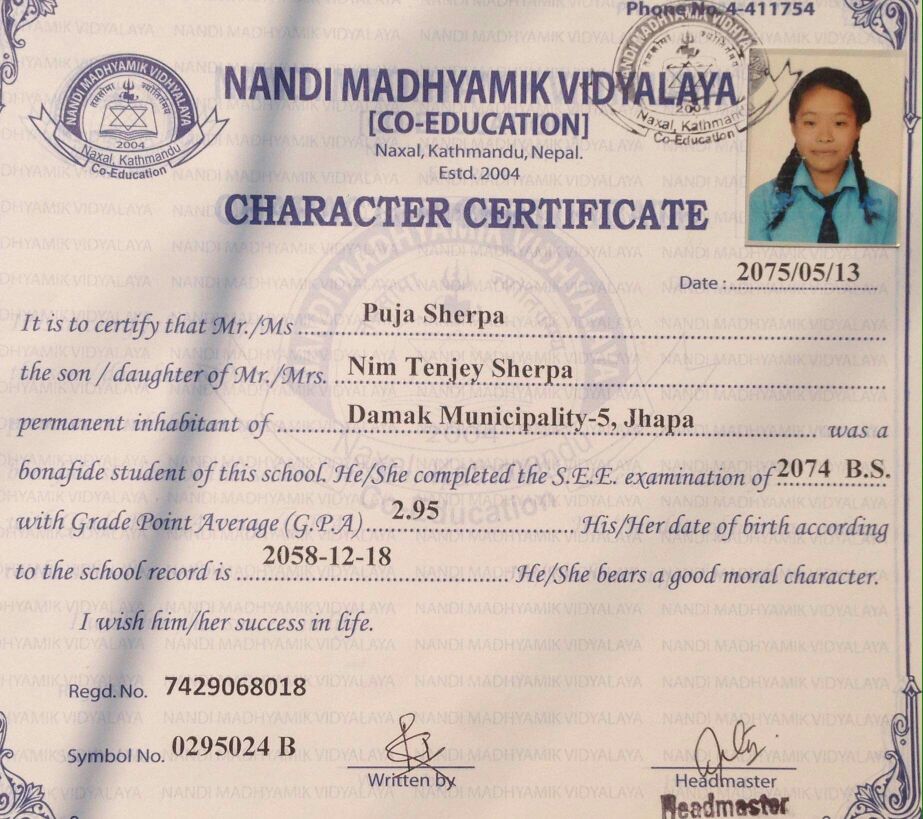 Phone No: 4-411754
NANDI MADHYAMIK VIDHYALAYA
2004
Naxal, Kathmandu
Co-Education
NANDI MADHYAMIK VIDYALAYA
[CO-EDUCATION]
Naxal, Kathmandu, Nepal.
Estd. 2004
CHARACTER CERTIFICATE
Date : 2075/05/13
It is to certify that Mr./Ms. Puja Sherpa
the son / daughter of Mr./Mrs. Nim Tenjey Sherpa
permanent inhabitant of Damak Municipality-5, Jhapa was a
bonafide student of this school. He/She completed the S.E.E. examination of 2074 B.S.
with Grade Point Average (G.P.A) 2.95 His/Her date of birth according
to the school record is 2058-12-18 He/She bears a good moral character.
I wish him/her success in life.
Regd. No. 7429068018
Symbol No. 0295024 B
Written by
Headmaster
Headmaster